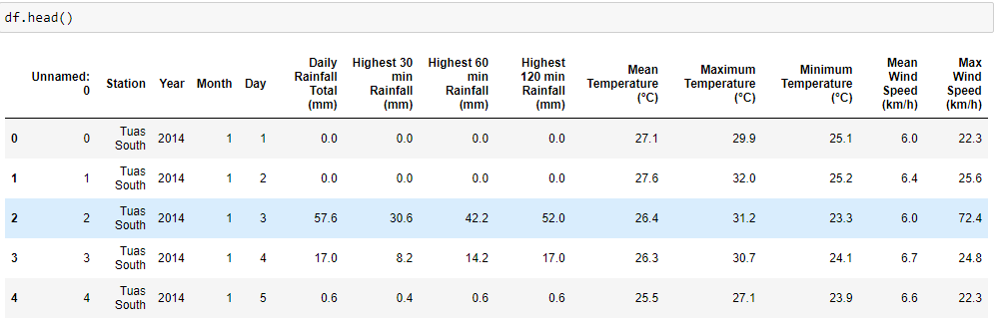 df.head()
Unnamed: 0 Station Year Month Day Daily Rainfall Total (mm) Highest 30 min Rainfall (mm) Highest 60 min Rainfall (mm) Highest 120 min Rainfall (mm) Mean Temperature (°C) Maximum Temperature (°C) Minimum Temperature (°C) Mean Wind Speed (km/h) Max Wind Speed (km/h)
0 0 Tuas South 2014 1 1 0.0 0.0 0.0 0.0 27.1 29.9 25.1 6.0 22.3
1 1 Tuas South 2014 1 2 0.0 0.0 0.0 0.0 27.6 32.0 25.2 6.4 25.6
2 2 Tuas South 2014 1 3 57.6 30.6 42.2 52.0 26.4 31.2 23.3 6.0 72.4
3 3 Tuas South 2014 1 4 17.0 8.2 14.2 17.0 26.3 30.7 24.1 6.7 24.8
4 4 Tuas South 2014 1 5 0.6 0.4 0.6 0.6 25.5 27.1 23.9 6.6 22.3